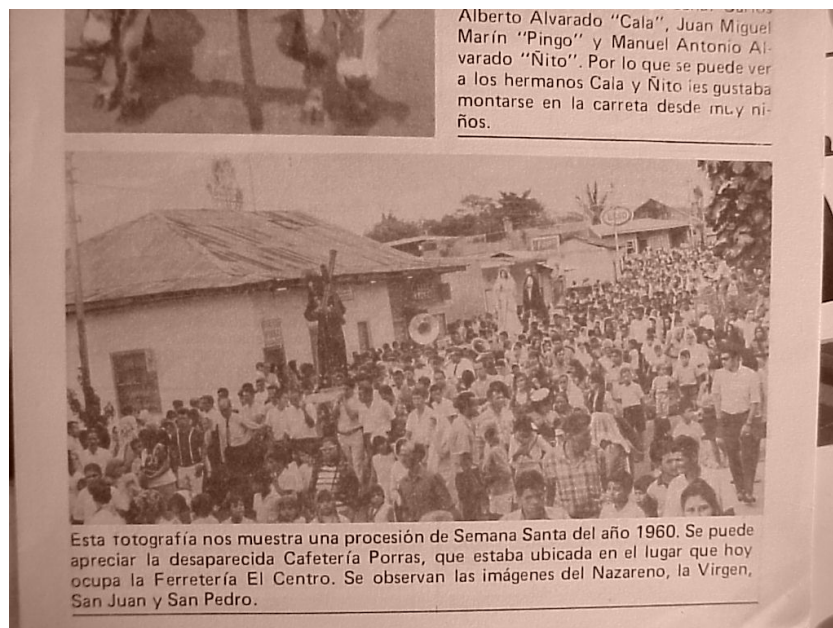 Alberto Alvarado "Cala", Juan Miguel
Marín "Pingo" y Manuel Antonio Al-
varado "Ñito". Por lo que se puede ver
a los hermanos Cala y Ñito les gustaba
montarse en la carreta desde muy ni-
ños.
ESSO
Esta fotografía nos muestra una procesión de Semana Santa del año 1960. Se puede
apreciar la desaparecida Cafetería Porras, que estaba ubicada en el lugar que hoy
ocupa la Ferretería El Centro. Se observan las imágenes del Nazareno, la Virgen,
San Juan y San Pedro.